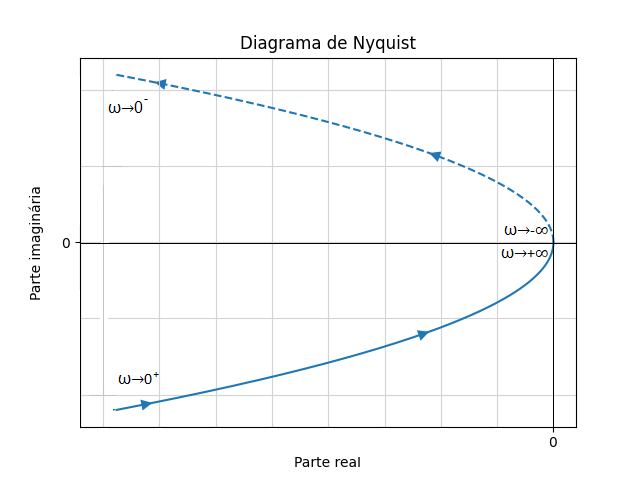 Diagrama de Nyquist
ω→0⁻
Parte imaginária
ω→-∞
0
ω→+∞
ω→0⁺
0
Parte real